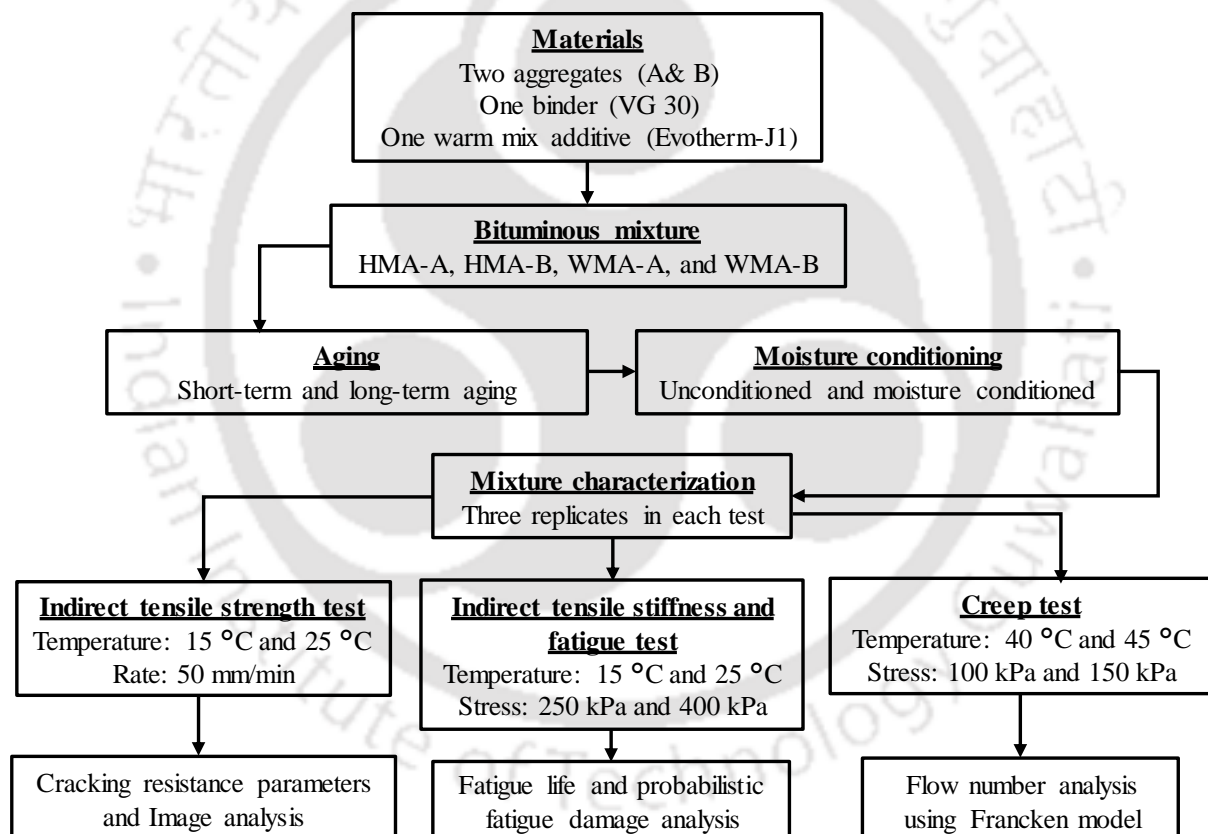 Materials
Two aggregates (A& B)
One binder (VG 30)
One warm mix additive (Evotherm-J1)
Bituminous mixture
HMA-A, HMA-B, WMA-A, and WMA-B
Aging
Short-term and long-term aging
Moisture conditioning
Unconditioned and moisture conditioned
Mixture characterization
Three replicates in each test
Indirect tensile strength test
Temperature: 15 °C and 25 °C
Rate: 50 mm/min
Indirect tensile stiffness and
fatigue test
Temperature: 15 °C and 25 °C
Stress: 250 kPa and 400 kPa
Creep test
Temperature: 40 °C and 45 °C
Stress: 100 kPa and 150 kPa
Cracking resistance parameters
and Image analysis
Fatigue life and probabilistic
fatigue damage analysis
Flow number analysis
using Francken model
Indian Institute of Technology Guwahati